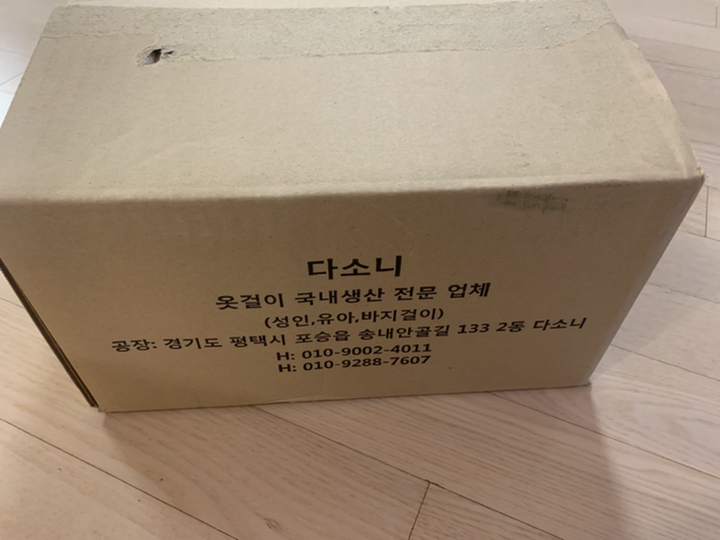 다소니
옷걸이 국내생산 전문 업체
(성인,유아,바지걸이)
공장: 경기도 평택시 포승읍 송내안골길 133 2동 다소니
H: 010-9002-4011
H: 010-9288-7607